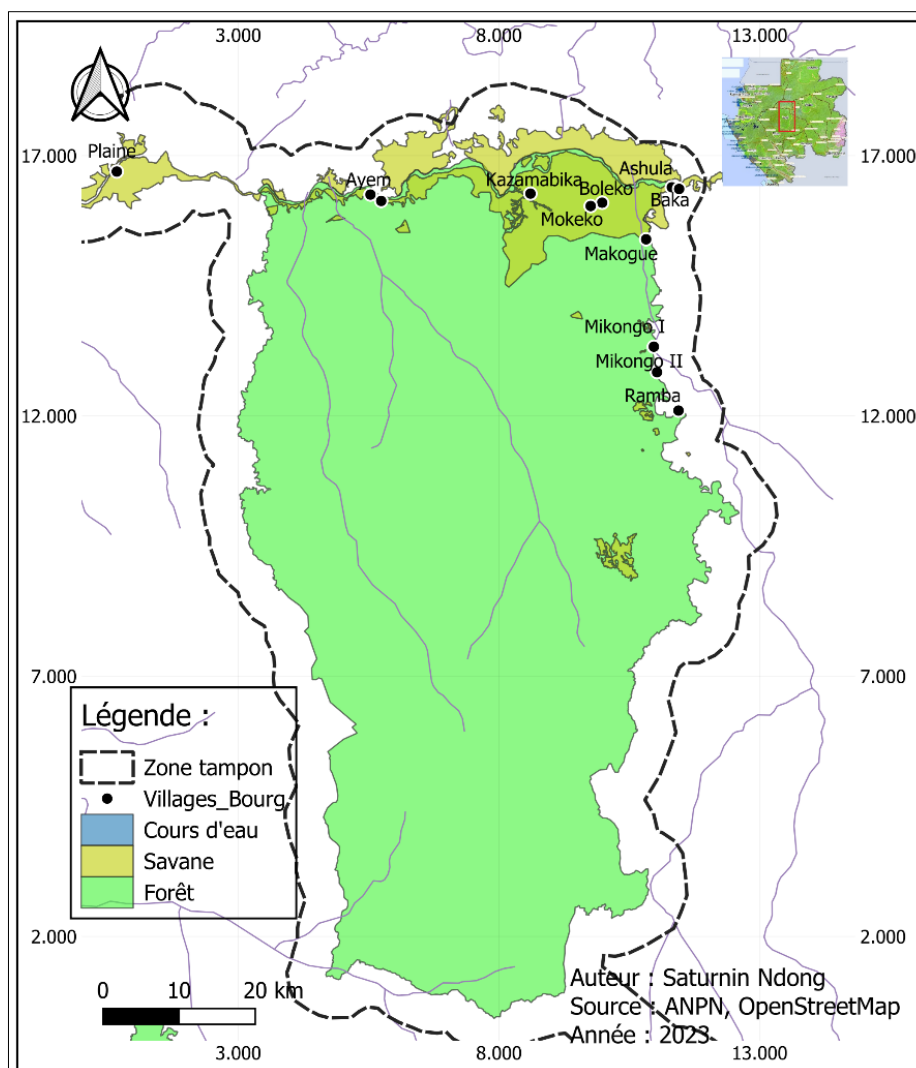 3.000 8.000 13.000
17.000 17.000
Plaine
Ayem
Kazamabika
Boleko
Ashula
Mokeko
Baka
Makogue
Mikongo I
Mikongo II
Ramba
12.000 12.000
7.000 7.000
Légende :
Zone tampon
Villages_Bourg
Cours d'eau
Savane
Forêt
2.000 2.000
0 10 20 km
Auteur : Saturnin Ndong
Source : ANPN, OpenStreetMap
Année : 2023
3.000 8.000 13.000